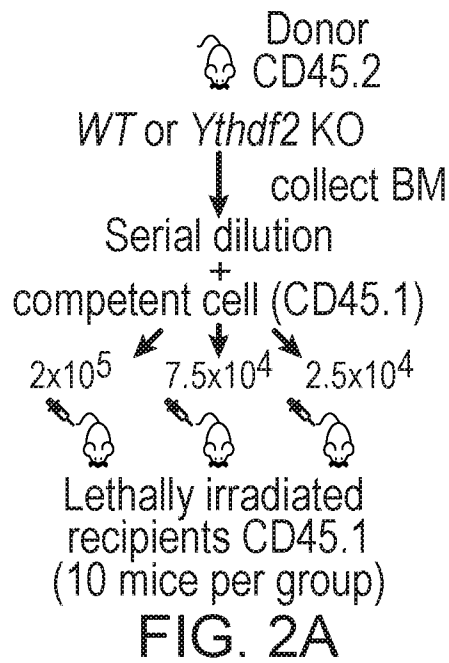 Donor
CD45.2
WT or Ythdf2 KO
collect BM
Serial dilution
+
competent cell (CD45.1)
2x10⁵ 7.5x10⁴ 2.5x10⁴
Lethally irradiated
recipients CD45.1
(10 mice per group)
FIG. 2A